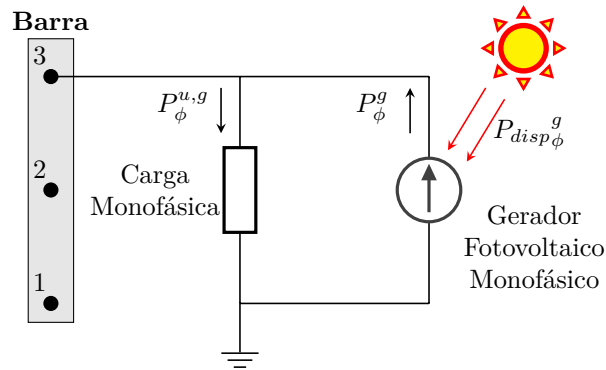 Barra
3
2
1
P_ϕ^{u,g}
P_ϕ^g
P_{disp}_ϕ^g
Carga
Monofásica
Gerador
Fotovoltaico
Monofásico